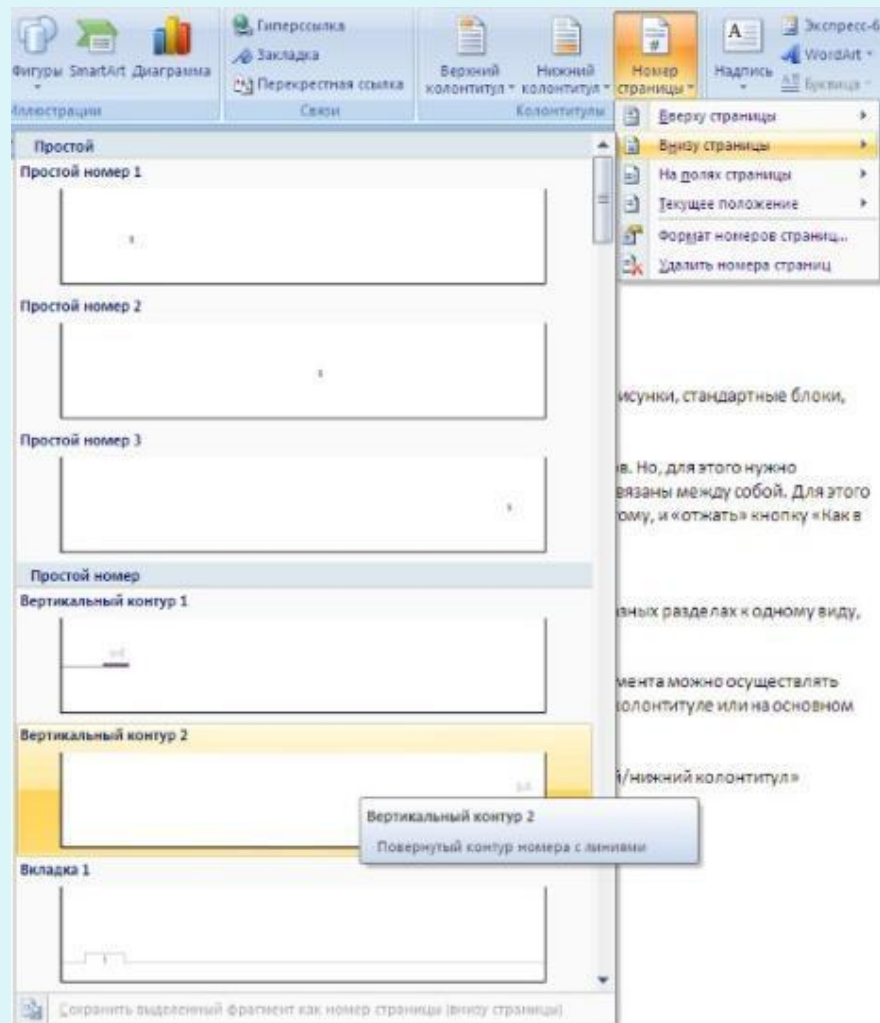 Фигуры SmartArt Диаграмма
Гиперссылка
Закладка
Перекрестная ссылка
Верхний колонтитул
Нижний колонтитул
Номер страницы
Надпись
Экспресс-б
WordArt
Буквица
Иллюстрации
Связи
Колонтитулы
Вверху страницы
Внизу страницы
На полях страницы
Текущее положение
Формат номеров страниц...
Удалить номера страниц
Простой
Простой номер 1
Простой номер 2
Простой номер 3
Простой номер
Вертикальный контур 1
Вертикальный контур 2
Вертикальный контур 2
Повернутый контур номера с линиями
Вкладка 1
1
Сохранить выделенный фрагмент как номер страницы (внизу страницы)
исунки, стандартные блоки,
в. Но, для этого нужно
вязаны между собой. Для этого
ому, и «отжать» кнопку «Как в
зных разделах к одному виду,
мента можно осуществлять
колонтитуле или на основном
й/нижний колонтитул»